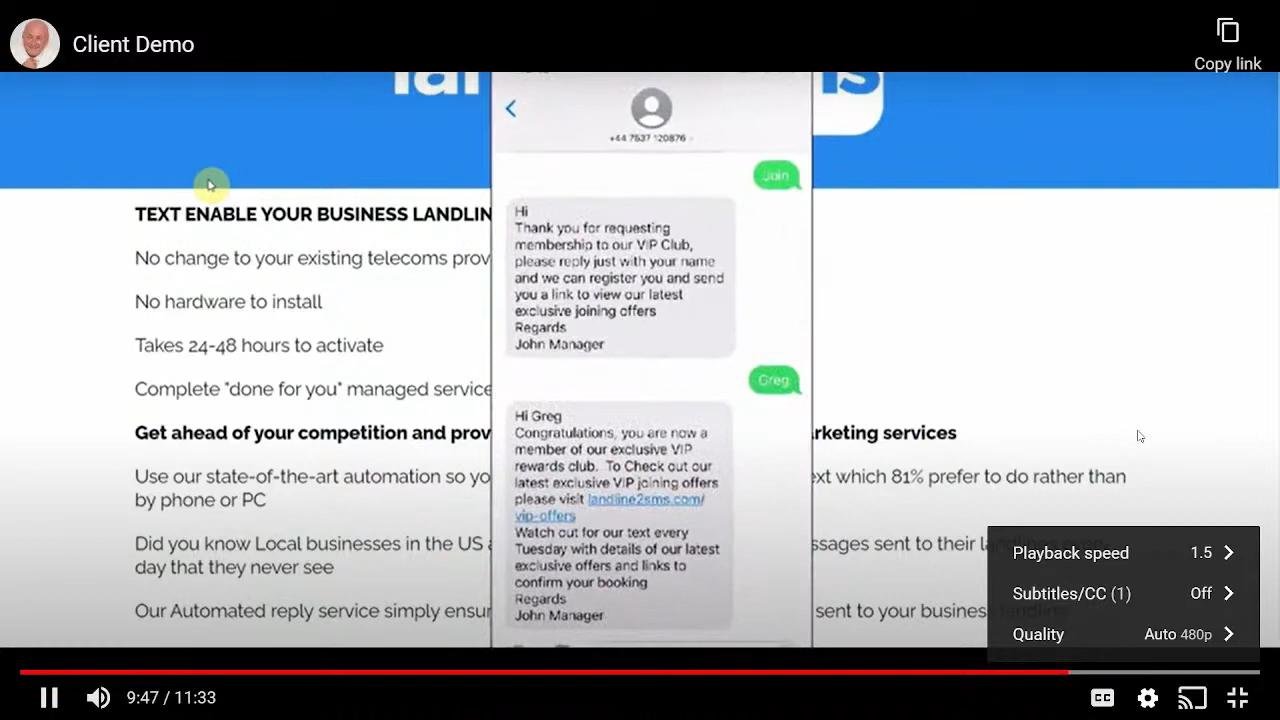 Client Demo
Copy link
+44 7537 120876
Join
TEXT ENABLE YOUR BUSINESS
No change to your existing telecoms
No hardware to install
Takes 24-48 hours to activate
Complete "done for you" managed service
Get ahead of your competition and
marketing services
Use our state-of-the-art automation so
text which 81% prefer to do rather than
by phone or PC
Did you know Local businesses in the US
sent to their
day that they never see
Our Automated reply service simply
sent to your business
Hi
Thank you for requesting
membership to our VIP Club,
please reply just with your name
and we can register you and send
you a link to view our latest
exclusive joining offers
Regards
John Manager
Greg
Hi Greg
Congratulations, you are now a
member of our exclusive VIP
rewards club. To Check out our
latest exclusive VIP joining offers
please visit landline2sms.com/
vip-offers
Watch out for our text every
Tuesday with details of our latest
exclusive offers and links to
confirm your booking
Regards
John Manager
Playback speed 1.5
Subtitles/CC (1) Off
Quality Auto 480p
9:47 / 11:33
CC